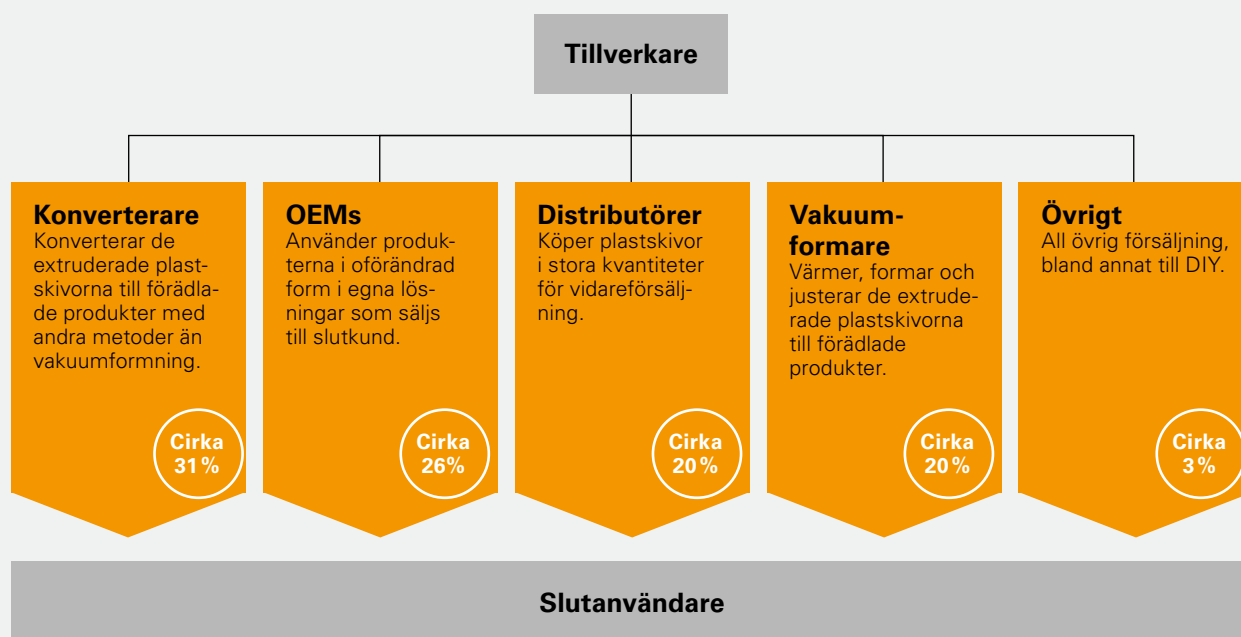 Tillverkare
Konverterare
Konverterar de
extruderade plast-
skivorna till förädla-
de produkter med
andra metoder än
vakuumformning.
Cirka
31%
OEMs
Använder produk-
terna i oförändrad
form i egna lös-
ningar som säljs
till slutkund.
Cirka
26%
Distributörer
Köper plastskivor
i stora kvantiteter
för vidareförsälj-
ning.
Cirka
20%
Vakuum-
formare
Värmer, formar och
justerar de extrude-
rade plastskivorna
till förädlade
produkter.
Cirka
20%
Övrigt
All övrig försäljning,
bland annat till DIY.
Cirka
3%
Slutanvändare